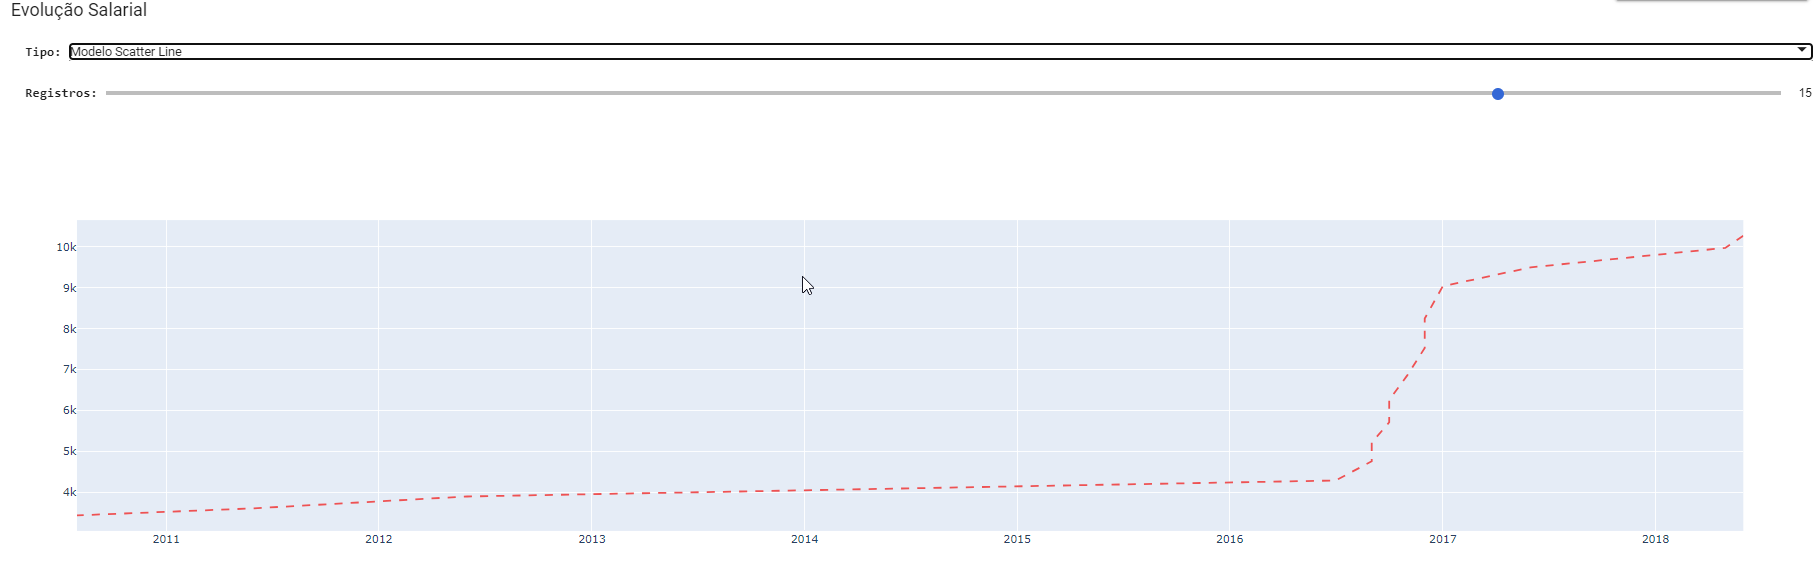 Evolução Salarial
Tipo: Modelo Scatter Line
Registros: 15
10k
9k
8k
7k
6k
5k
4k
2011 2012 2013 2014 2015 2016 2017 2018